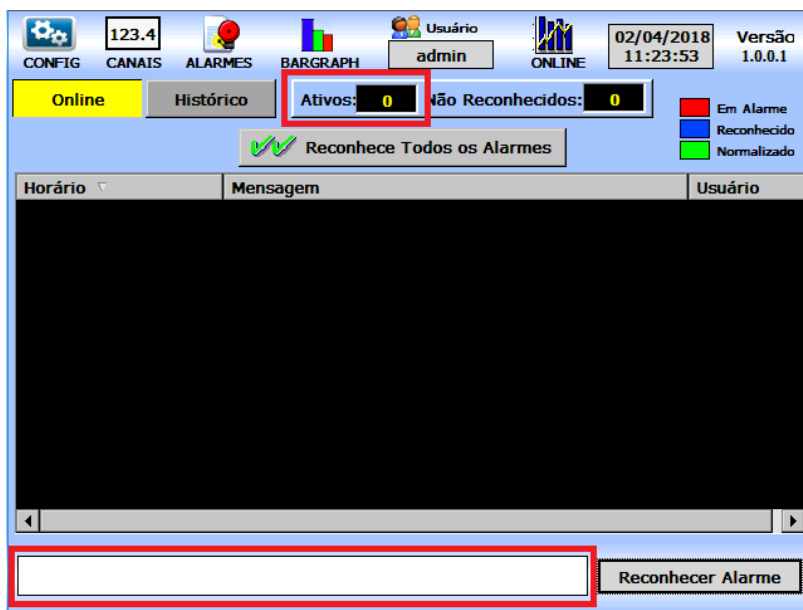 CONFIG
123.4
CANAIS
ALARMES
BARGRAPH
Usuário
admin
ONLINE
02/04/2018
11:23:53
Versão
1.0.0.1
Online
Histórico
Ativos: 0
Não Reconhecidos: 0
Em Alarme
Reconhecido
Normalizado
Reconhece Todos os Alarmes
Horário
Mensagem
Usuário
Reconhecer Alarme